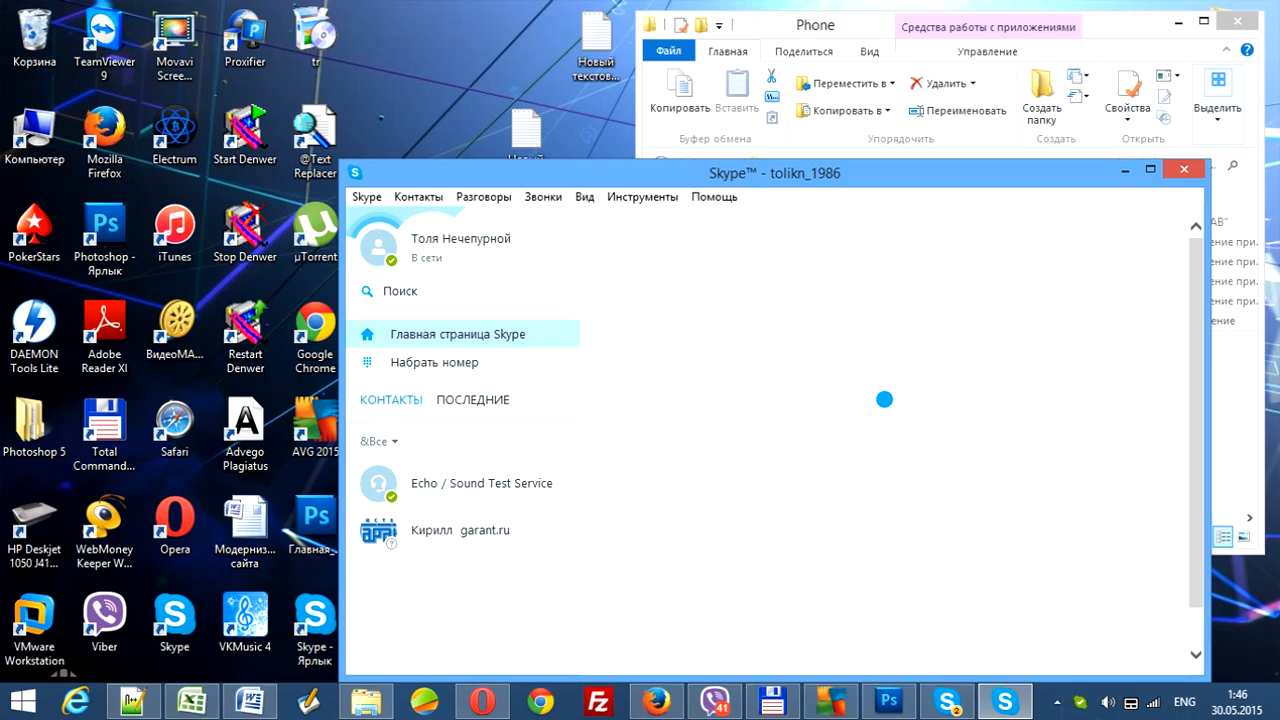 Корзина
TeamViewer
9
Movavi
Scree...
Proxifier
tr
Новый
текстов...
Компьютер
Mozilla
Firefox
Electrum
Start Denwer
@Text
Replacer
PokerStars
Photoshop -
Ярлык
iTunes
Stop Denwer
µTorrent
DAEMON
Tools Lite
Adobe
Reader XI
ВидеоМА...
Restart
Denwer
Google
Chrome
Photoshop 5
Total
Comman...
Safari
Advego
Plagiatus
AVG 2015
HP Deskjet
1050 J41...
WebMoney
Keeper W...
Opera
Модерниз...
сайта
Главная_
VMware
Workstation
Viber
Skype
VKMusic 4
Skype -
Ярлык
Phone
Средства работы с приложениями
Файл
Главная
Поделиться
Вид
Управление
Копировать
Вставить
Переместить в
Копировать в
Удалить
Переименовать
Создать
папку
Свойства
Выделить
Буфер обмена
Упорядочить
Создать
Открыть
Skype™ - tolikn_1986
Skype
Контакты
Разговоры
Звонки
Вид
Инструменты
Помощь
Толя Нечепурной
В сети
Поиск
Главная страница Skype
Набрать номер
КОНТАКТЫ
ПОСЛЕДНИЕ
&Все
Echo / Sound Test Service
Кирилл garant.ru
41
2
ENG
1:46
30.05.2015